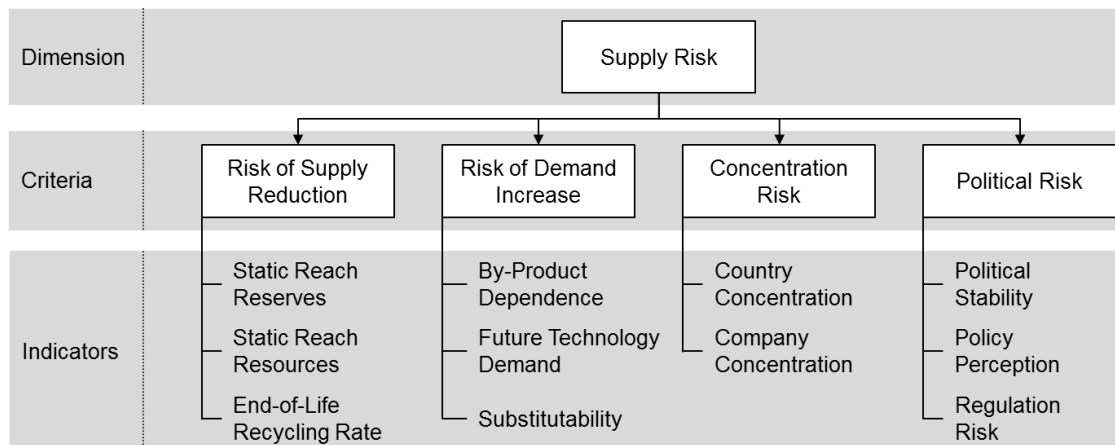 Dimension
Supply Risk
Criteria
Risk of Supply
Reduction
Risk of Demand
Increase
Concentration
Risk
Political Risk
Indicators
Static Reach
Reserves
Static Reach
Resources
End-of-Life
Recycling Rate
By-Product
Dependence
Future Technology
Demand
Substitutability
Country
Concentration
Company
Concentration
Political
Stability
Policy
Perception
Regulation
Risk